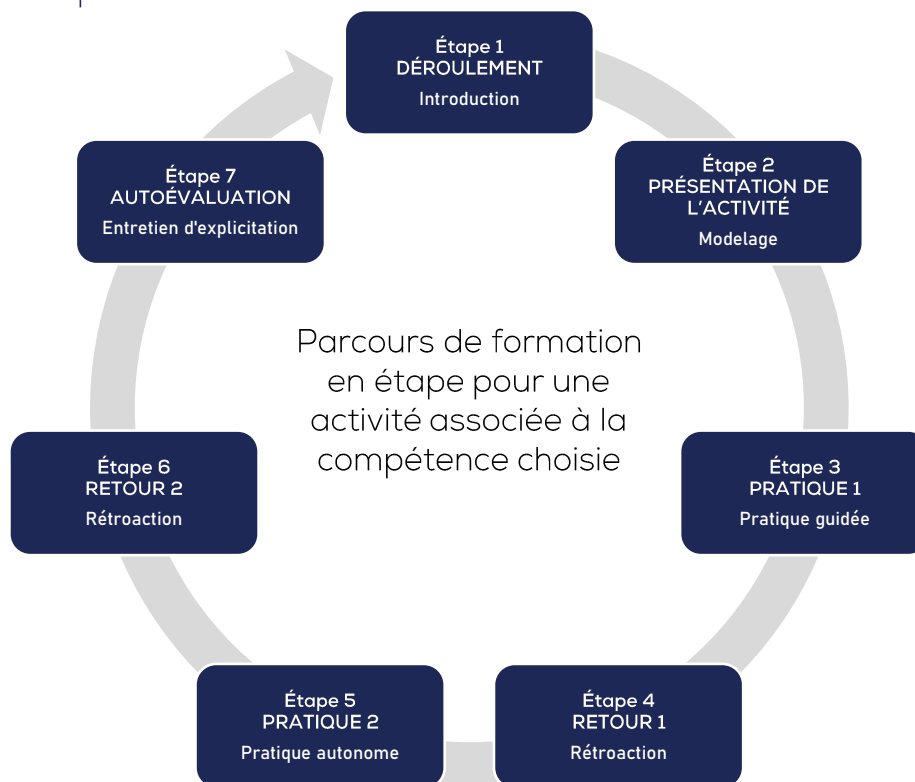 Étape 1
DÉROULEMENT
Introduction
Étape 2
PRÉSENTATION DE
L'ACTIVITÉ
Modelage
Étape 3
PRATIQUE 1
Pratique guidée
Étape 4
RETOUR 1
Rétroaction
Étape 5
PRATIQUE 2
Pratique autonome
Étape 6
RETOUR 2
Rétroaction
Étape 7
AUTOÉVALUATION
Entretien d'explicitation
Parcours de formation
en étape pour une
activité associée à la
compétence choisie